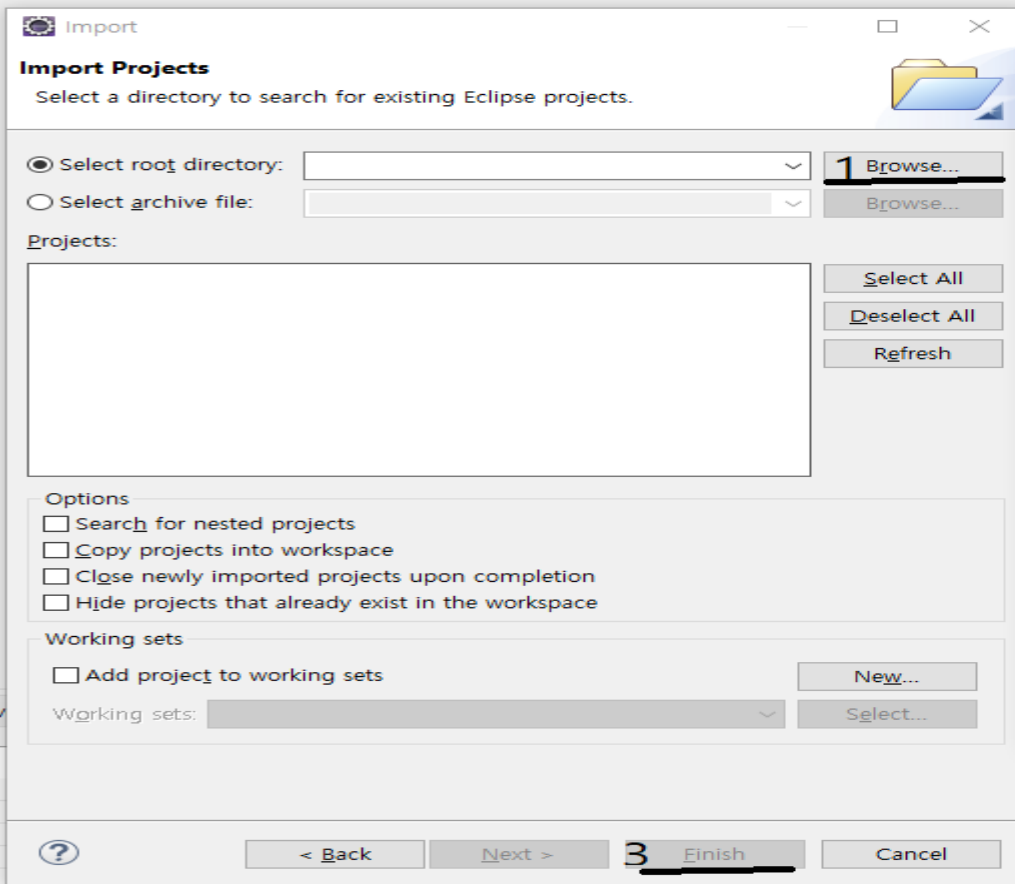 Import
Import Projects
Select a directory to search for existing Eclipse projects.
Select root directory: 1 Browse...
Select archive file: Browse...
Projects:
Select All
Deselect All
Refresh
Options
Search for nested projects
Copy projects into workspace
Close newly imported projects upon completion
Hide projects that already exist in the workspace
Working sets
Add project to working sets New...
Working sets: Select...
? < Back Next > 3 Finish Cancel